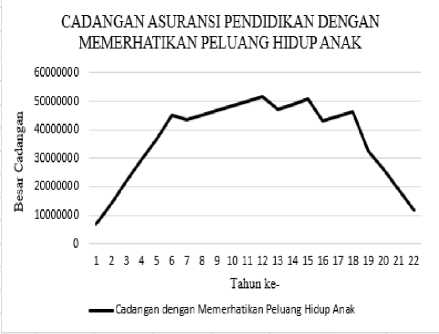 CADANGAN ASURANSI PENDIDIKAN DENGAN
MEMERHATIKAN PELUANG HIDUP ANAK
60000000
50000000
40000000
30000000
20000000
10000000
0
Besar Cadangan
1 2 3 4 5 6 7 8 9 10 11 12 13 14 15 16 17 18 19 20 21 22
Tahun ke-
Cadangan dengan Memerhatikan Peluang Hidup Anak